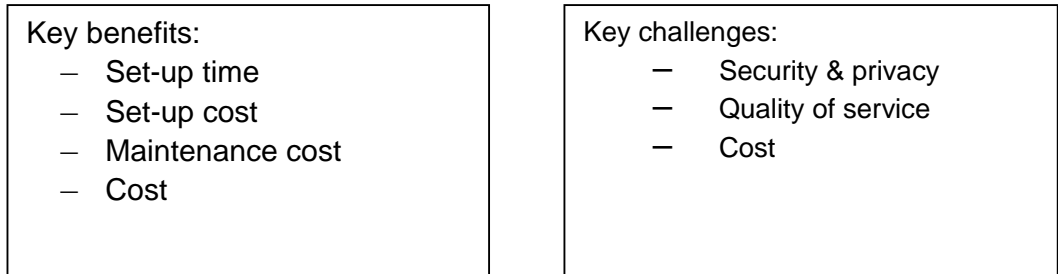 Key benefits:
– Set-up time
– Set-up cost
– Maintenance cost
– Cost
Key challenges:
– Security & privacy
– Quality of service
– Cost